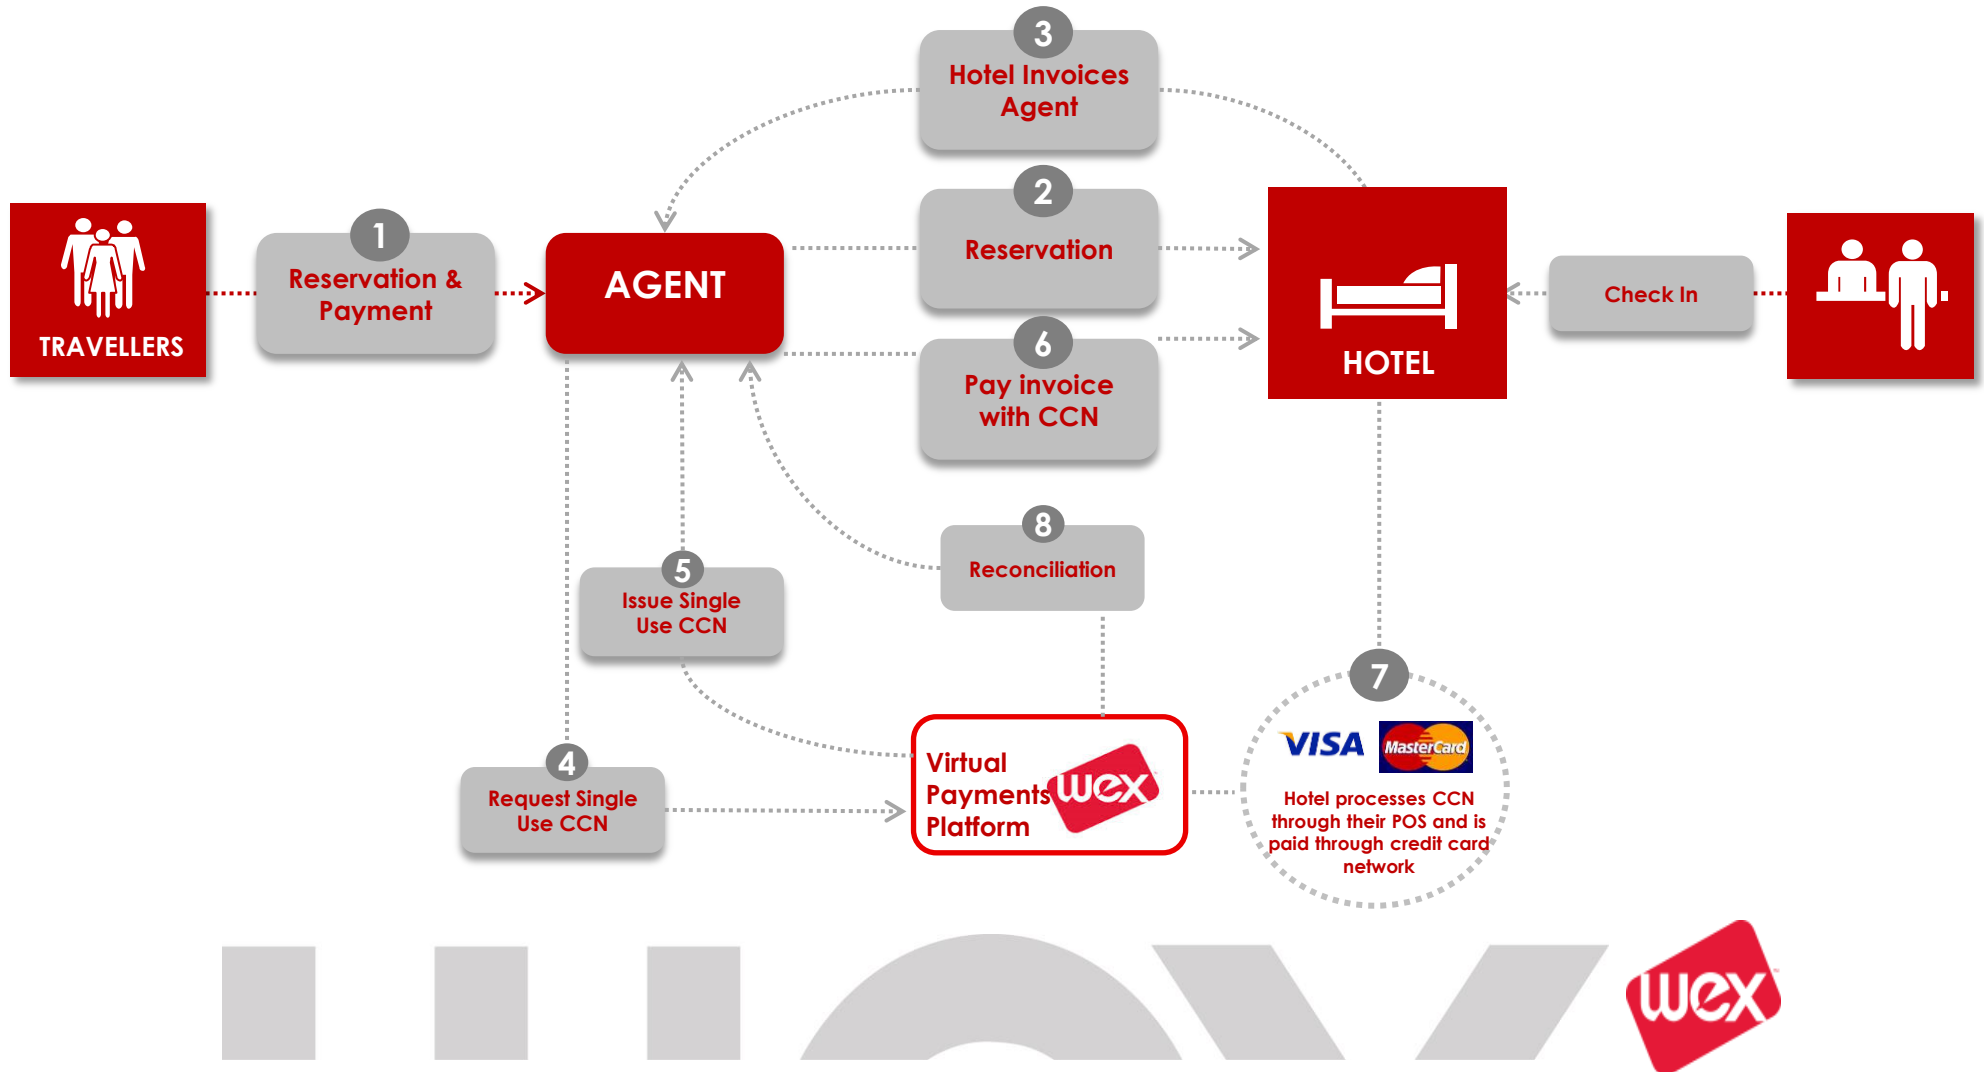 3
Hotel Invoices
Agent
2
Reservation
1
Reservation &
Payment
TRAVELLERS
AGENT
HOTEL
Check In
6
Pay invoice
with CCN
8
Reconciliation
5
Issue Single
Use CCN
4
Request Single
Use CCN
Virtual
Payments
Platform
wex
7
VISA
MasterCard
Hotel processes CCN
through their POS and is
paid through credit card
network
wex